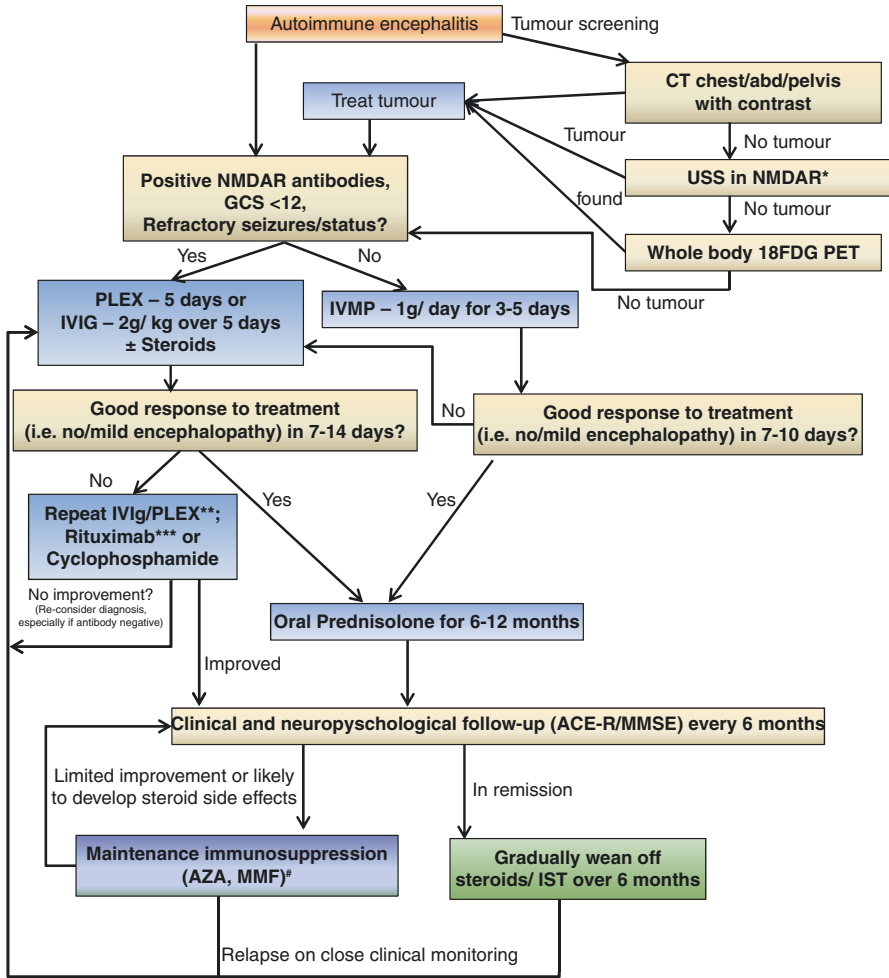 Autoimmune encephalitis
Tumour screening
CT chest/abd/pelvis
with contrast
Treat tumour
Tumour
found
No tumour
USS in NMDAR*
No tumour
Whole body 18FDG PET
No tumour
Positive NMDAR antibodies,
GCS <12,
Refractory seizures/status?
Yes
No
PLEX – 5 days or
IVIG – 2g/ kg over 5 days
± Steroids
IVMP – 1g/ day for 3-5 days
Good response to treatment
(i.e. no/mild encephalopathy) in 7-14 days?
No
Good response to treatment
(i.e. no/mild encephalopathy) in 7-10 days?
No
Yes
Yes
Repeat IVIg/PLEX**;
Rituximab*** or
Cyclophosphamide
No improvement?
(Re-consider diagnosis,
especially if antibody negative)
Oral Prednisolone for 6-12 months
Improved
Clinical and neuropyschological follow-up (ACE-R/MMSE) every 6 months
Limited improvement or likely
to develop steroid side effects
In remission
Maintenance immunosuppression
(AZA, MMF)#
Gradually wean off
steroids/ IST over 6 months
Relapse on close clinical monitoring